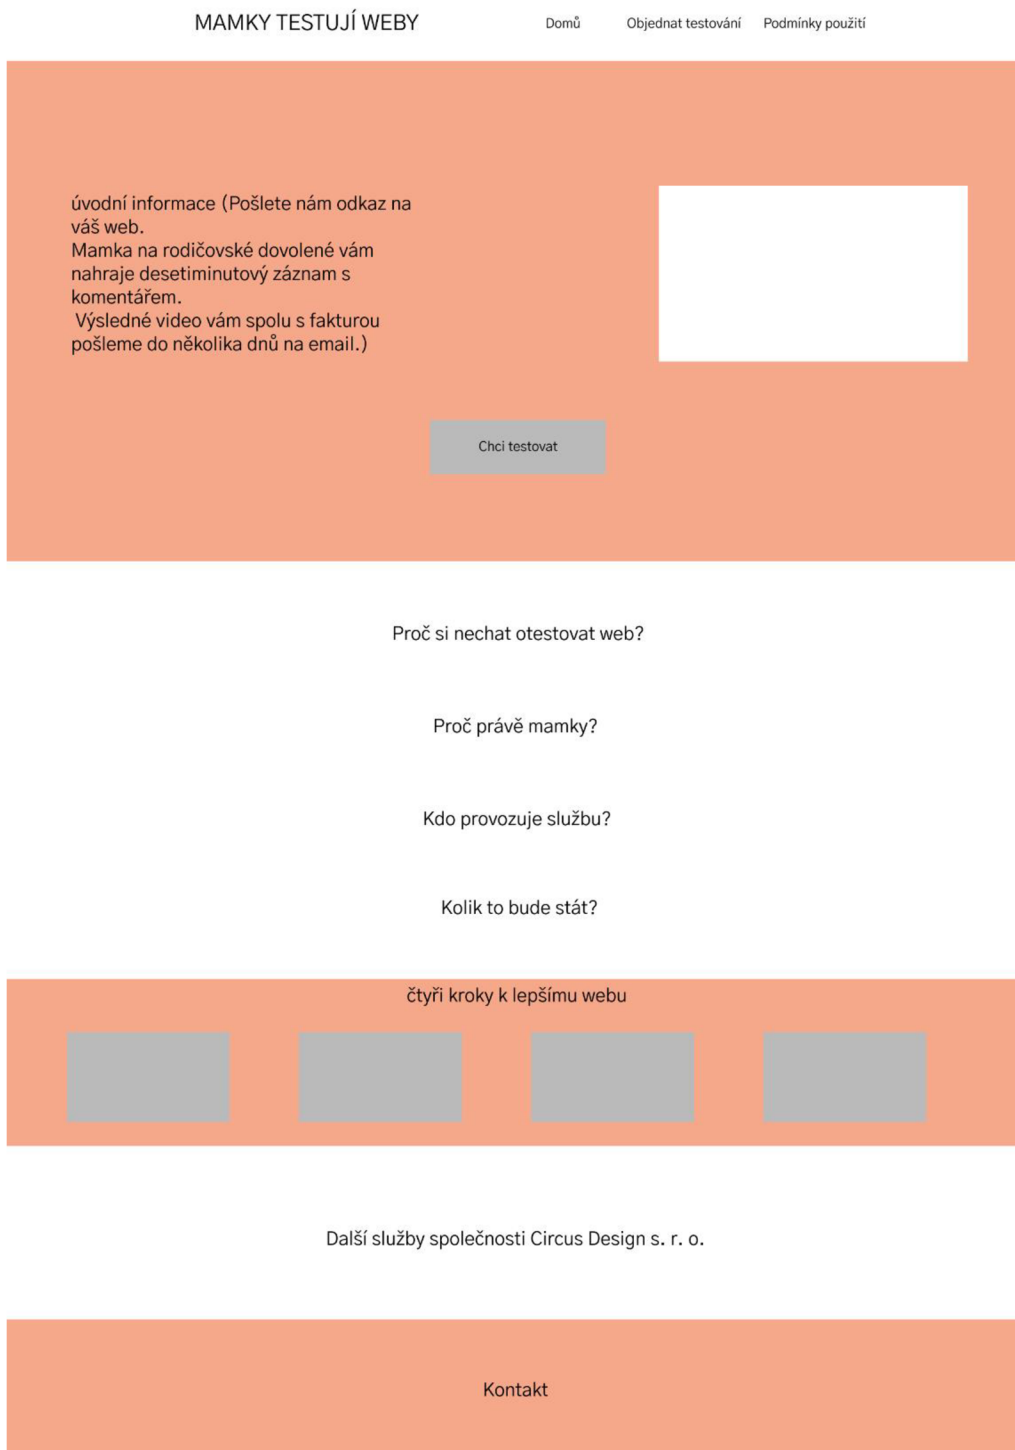 MAMKY TESTUJÍ WEBY
Domů
Objednat testování
Podmínky použití
úvodní informace (Pošlete nám odkaz na
váš web.
Mamka na rodičovské dovolené vám
nahraje desetiminutový záznam s
komentářem.
Výsledné video vám spolu s fakturou
pošleme do několika dnů na email.)
Chci testovat
Proč si nechat otestovat web?
Proč právě mamky?
Kdo provozuje službu?
Kolik to bude stát?
čtyři kroky k lepšímu webu
Další služby společnosti Circus Design s. r. o.
Kontakt